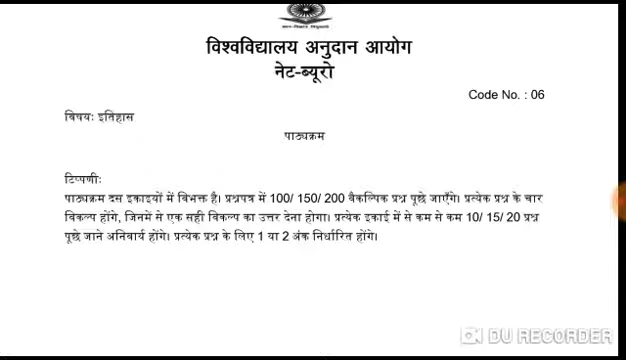 विश्वविद्यालय अनुदान आयोग
नेट-ब्यूरो
Code No. : 06
विषयः इतिहास
पाठ्यक्रम
टिप्पणीः
पाठ्यक्रम दस इकाइयों में विभक्त है। प्रश्नपत्र में 100/ 150/ 200 वैकल्पिक प्रश्न पूछे जाएँगे। प्रत्येक प्रश्न के चार
विकल्प होंगे, जिनमें से एक सही विकल्प का उत्तर देना होगा। प्रत्येक इकाई में से कम से कम 10/ 15/ 20 प्रश्न
पूछे जाने अनिवार्य होंगे। प्रत्येक प्रश्न के लिए 1 या 2 अंक निर्धारित होंगे।
DU RECORDER